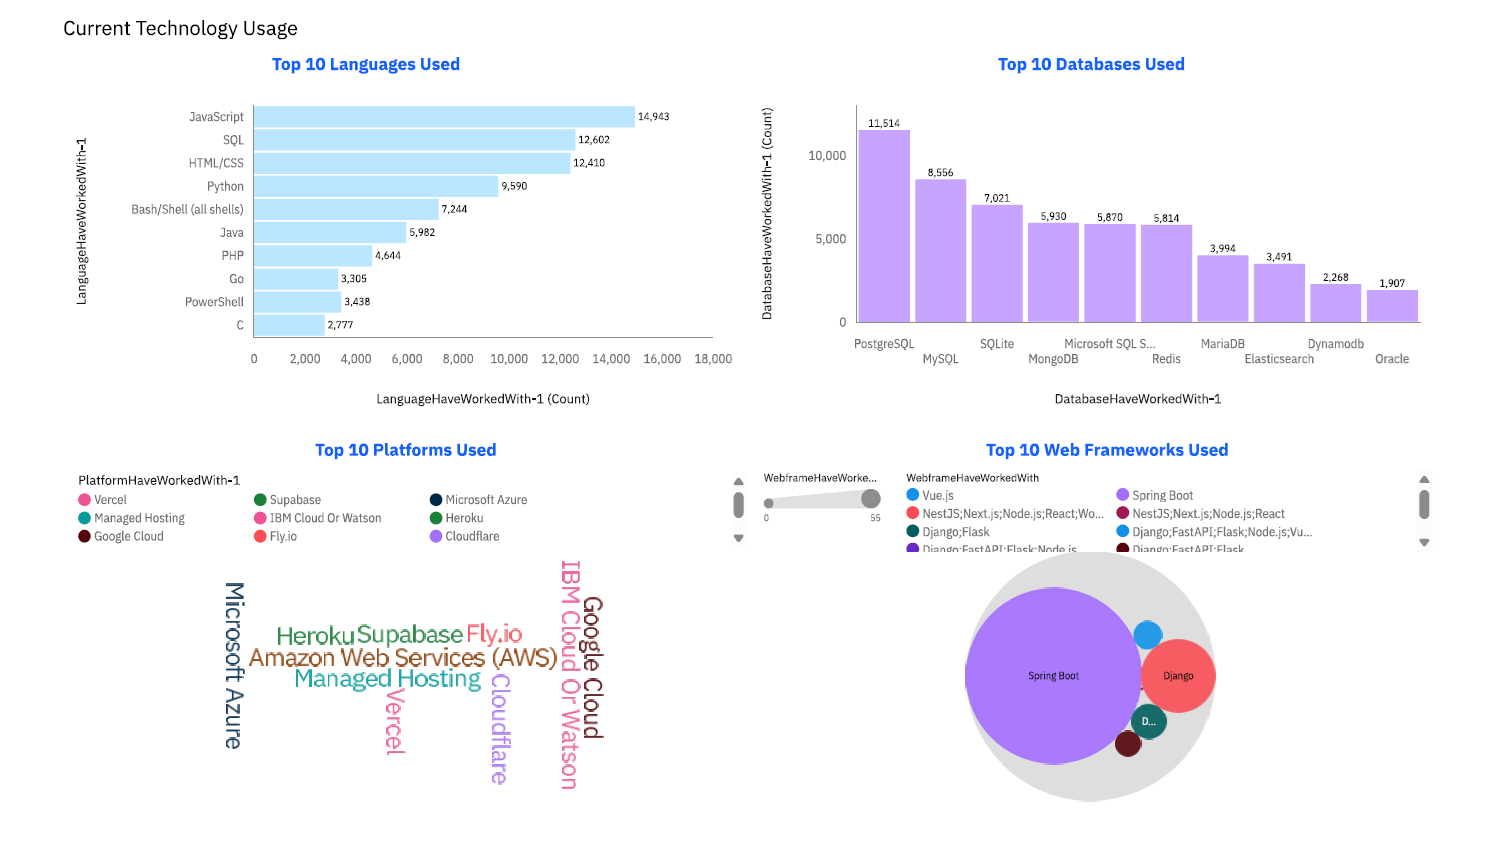 Current Technology Usage
Top 10 Languages Used
LanguageHaveWorkedWith-1
JavaScript 14,943
SQL 12,602
HTML/CSS 12,410
Python 9,590
Bash/Shell (all shells) 7,244
Java 5,982
PHP 4,644
Go 3,305
PowerShell 3,438
C 2,777
0 2,000 4,000 6,000 8,000 10,000 12,000 14,000 16,000 18,000
LanguageHaveWorkedWith-1 (Count)
Top 10 Databases Used
DatabaseHaveWorkedWith-1 (Count)
10,000
5,000
0
11,514
8,556
7,021
5,930
5,870
5,814
3,994
3,491
2,268
1,907
PostgreSQL
MySQL
SQLite
MongoDB
Microsoft SQL S...
Redis
MariaDB
Elasticsearch
Dynamodb
Oracle
DatabaseHaveWorkedWith-1
Top 10 Platforms Used
PlatformHaveWorkedWith-1
Vercel Supabase Microsoft Azure
Managed Hosting IBM Cloud Or Watson Heroku
Google Cloud Fly.io Cloudflare
Microsoft Azure
Heroku
Supabase
Fly.io
Amazon Web Services (AWS)
Managed Hosting
Vercel
Cloudflare
IBM Cloud Or Watson
Google Cloud
Top 10 Web Frameworks Used
WebframeHaveWorke...
0 55
WebframeHaveWorkedWith
Vue.js Spring Boot
NestJS;Next.js;Node.js;React;Wo... NestJS;Next.js;Node.js;React
Django;Flask Django;FastAPI;Flask;Node.js;Vu...
Django;FastAPI;Flask;Node.js Django;FastAPI;Flask
Spring Boot
Django
D...